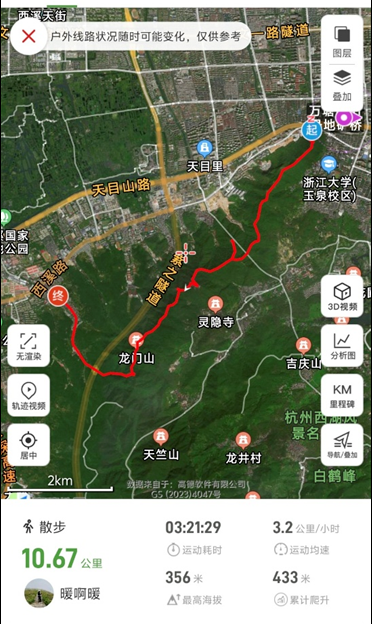 西溪天街
户外线路状况随时可能变化，仅供参考
一路隧道
图层
叠加
万塘
地矿桥
起
天目里
浙江大学(
玉泉校区)
天目山路
国家
地公园
西溪路
终
紫之隧道
灵隐寺
3D视频
无渲染
龙门山
吉庆山
分析图
轨迹视频
KM
里程碑
杭州西湖风
景名
居中
天竺山
龙井村
导航/叠加
白鹤峰
2km
数据来自于：高德软件有限公司
GS (2023)4047号
散步
03:21:29
3.2公里/小时
运动耗时
运动均速
10.67公里
356 米
433 米
暖啊暖
最高海拔
累计爬升